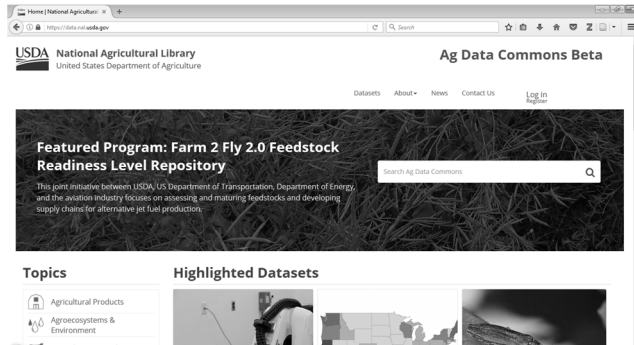 Home | National Agricultural
https://data.nal.usda.gov
Search
USDA
National Agricultural Library
United States Department of Agriculture
Ag Data Commons Beta
Datasets
About
News
Contact Us
Log in
Register
Featured Program: Farm 2 Fly 2.0 Feedstock
Readiness Level Repository
This joint initiative between USDA, US Department of Transportation, Department of Energy,
and the aviation industry focuses on assessing and maturing feedstocks and developing
supply chains for alternative jet fuel production.
Search Ag Data Commons
Topics
Highlighted Datasets
Agricultural Products
Agroecosystems &
Environment